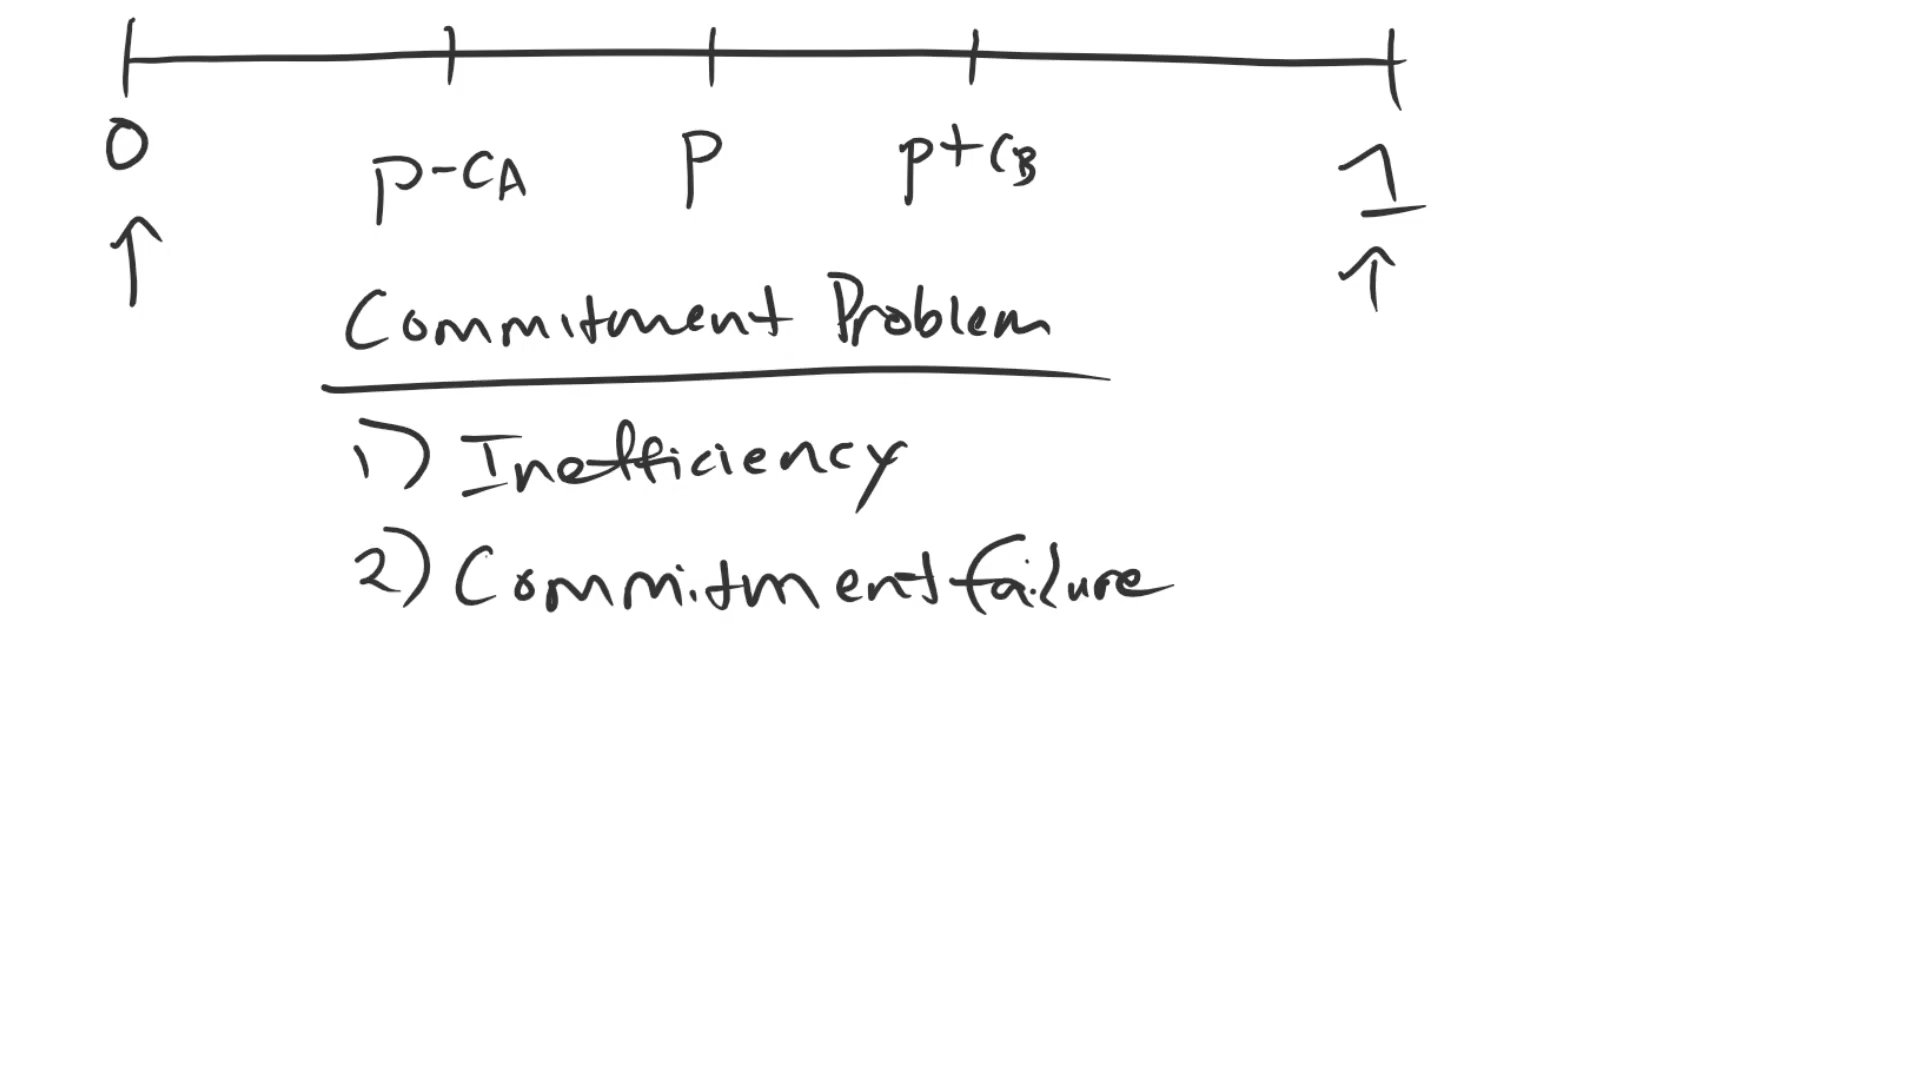 0 p-CA P p+CB 1
Commitment Problem
1) Inefficiency
2) Commitment failure